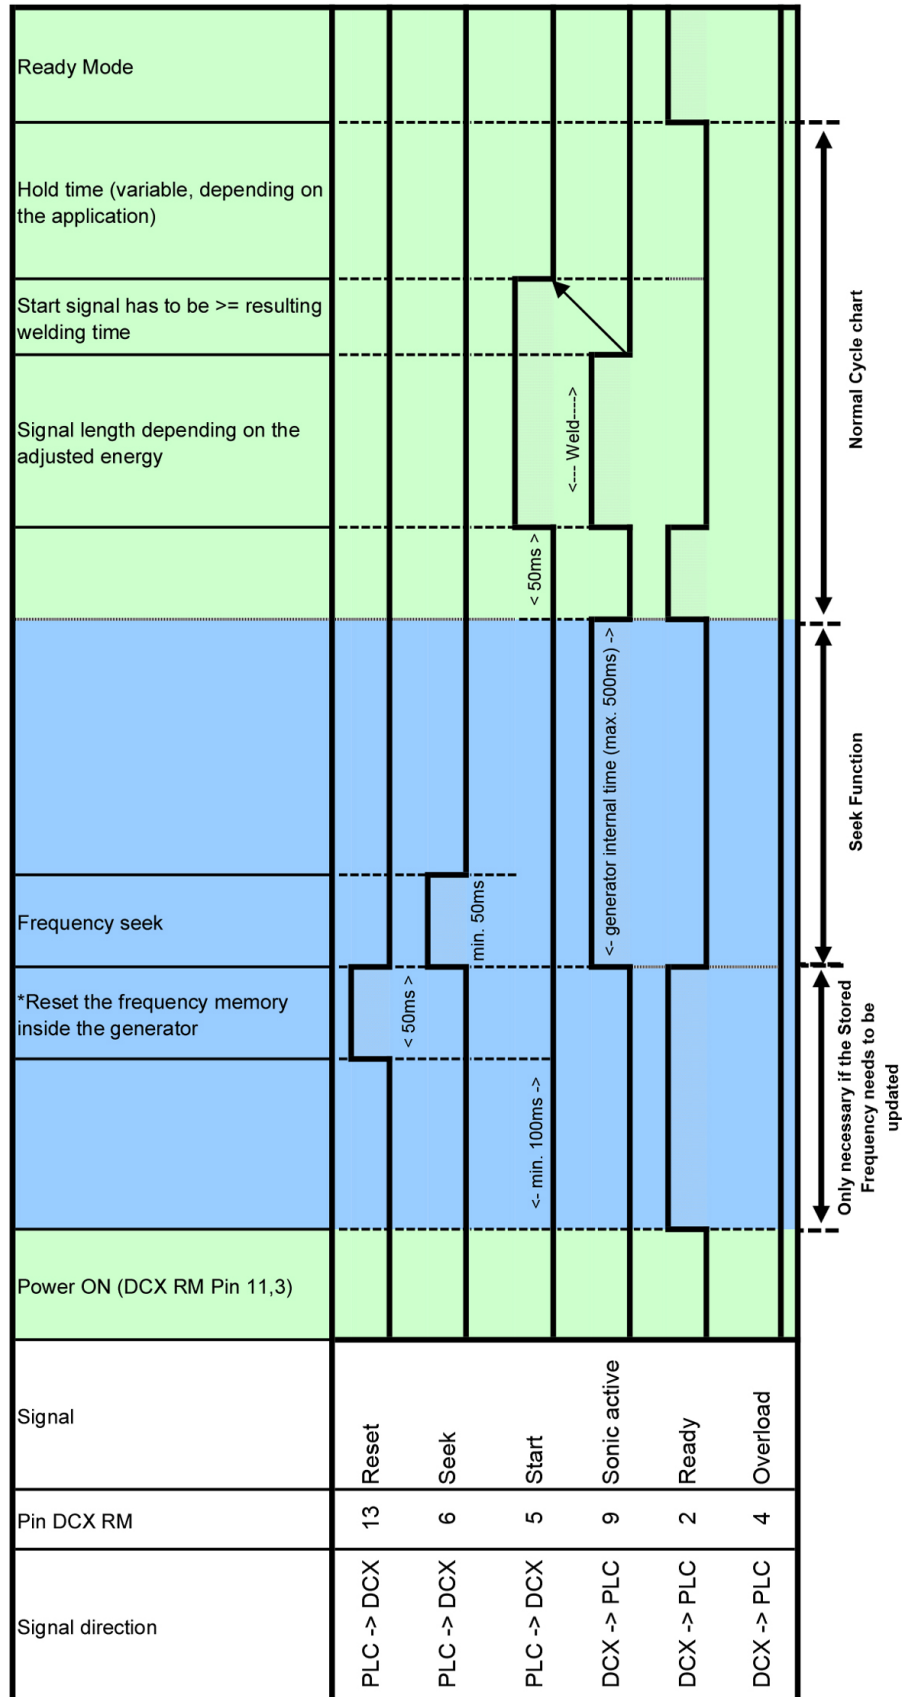 Ready Mode
Hold time (variable, depending on
the application)
Start signal has to be >= resulting
welding time
Signal length depending on the
adjusted energy
<--- Weld---->
< 50ms >
Normal Cycle chart
<- generator internal time (max. 500ms) ->
Seek Function
Frequency seek
min. 50ms
*Reset the frequency memory
inside the generator
< 50ms >
<- min. 100ms ->
Only necessary if the Stored
Frequency needs to be
updated
Power ON (DCX RM Pin 11,3)
Signal
Reset
Seek
Start
Sonic active
Ready
Overload
Pin DCX RM
13
6
5
9
2
4
Signal direction
PLC -> DCX
PLC -> DCX
PLC -> DCX
DCX -> PLC
DCX -> PLC
DCX -> PLC